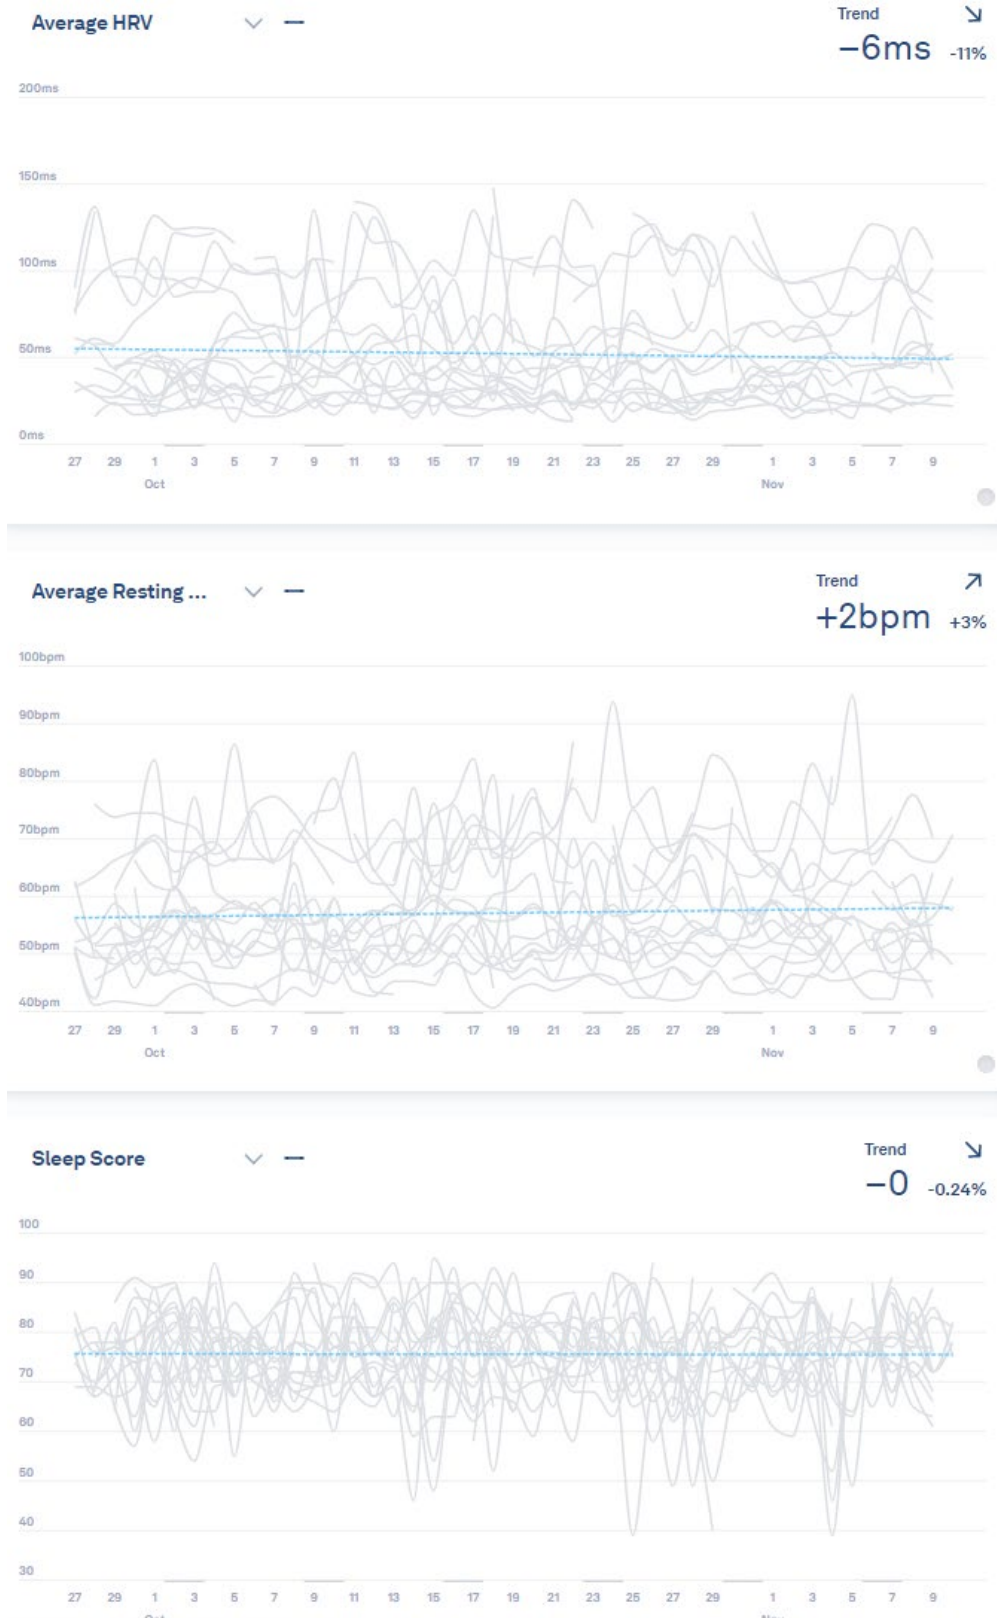 Average HRV
Trend
−6ms -11%
200ms
150ms
100ms
50ms
0ms
27 29 1 3 5 7 9 11 13 15 17 19 21 23 25 27 29 1 3 5 7 9
Oct Nov
Average Resting ...
Trend
+2bpm +3%
100bpm
90bpm
80bpm
70bpm
60bpm
50bpm
40bpm
27 29 1 3 5 7 9 11 13 15 17 19 21 23 25 27 29 1 3 5 7 9
Oct Nov
Sleep Score
Trend
−0 -0.24%
100
90
80
70
60
50
40
30
27 29 1 3 5 7 9 11 13 15 17 19 21 23 25 27 29 1 3 5 7 9